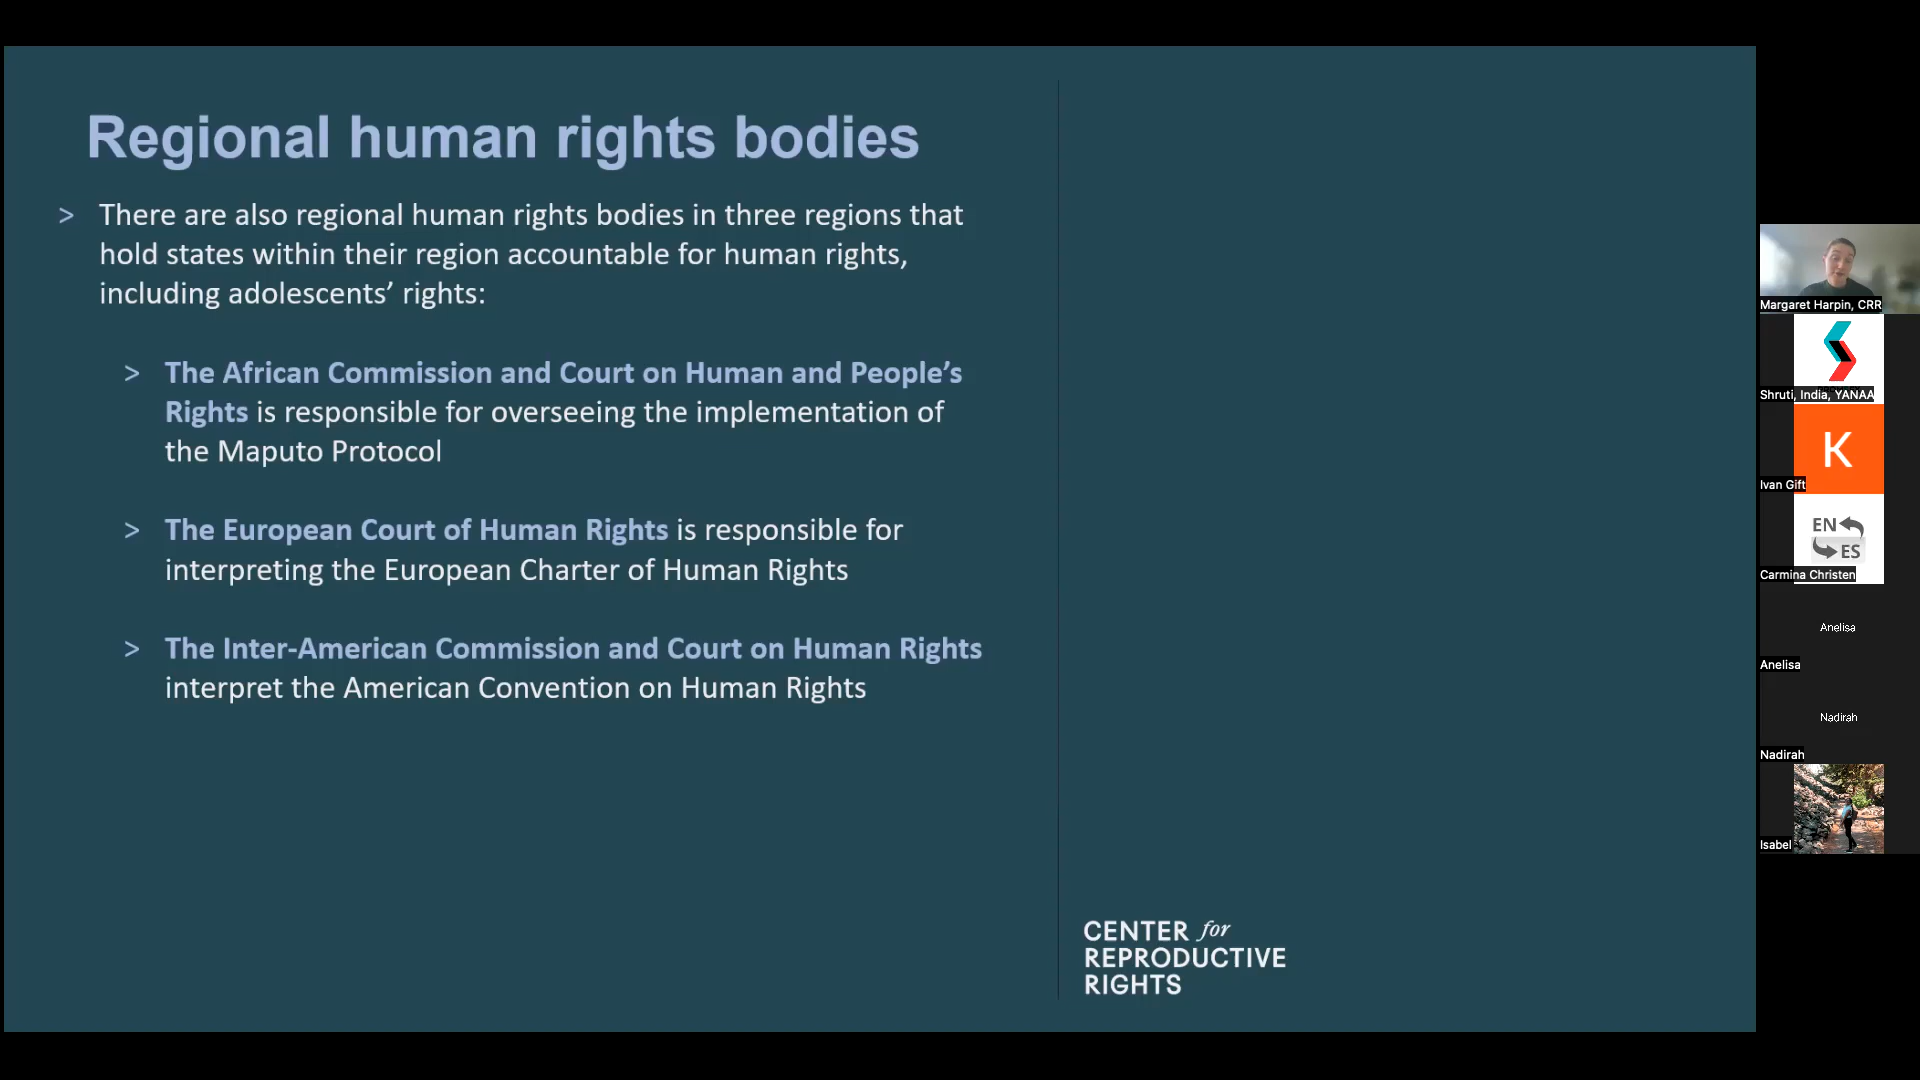 Regional human rights bodies
> There are also regional human rights bodies in three regions that
hold states within their region accountable for human rights,
including adolescents’ rights:
> The African Commission and Court on Human and People’s
Rights is responsible for overseeing the implementation of
the Maputo Protocol
> The European Court of Human Rights is responsible for
interpreting the European Charter of Human Rights
> The Inter-American Commission and Court on Human Rights
interpret the American Convention on Human Rights
CENTER for
REPRODUCTIVE
RIGHTS
Margaret Harpin, CRR
Shruti, India, YANAA
K
Ivan Gift
EN
ES
Carmina Christen
Anelisa
Anelisa
Nadirah
Nadirah
Isabel